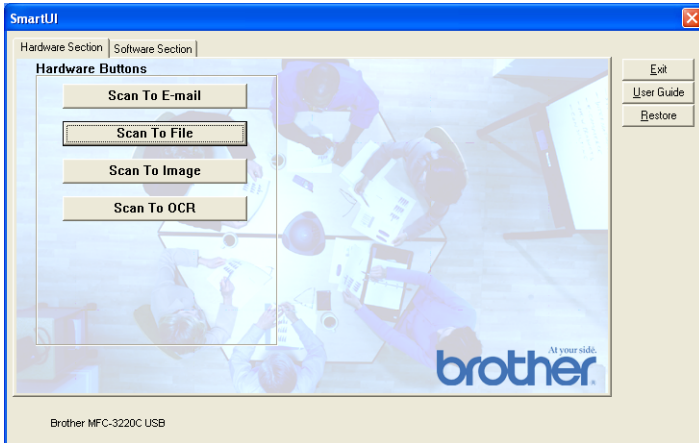 SmartUI
Hardware Section
Software Section
Hardware Buttons
Scan To E-mail
Scan To File
Scan To Image
Scan To OCR
Exit
User Guide
Restore
At your side.
brother
Brother MFC-3220C USB